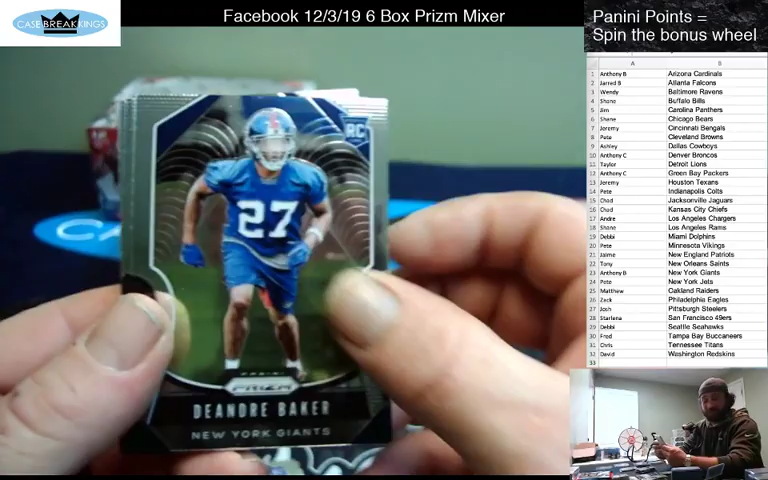 CASE BREAK KINGS
Facebook 12/3/19 6 Box Prizm Mixer
Panini Points =
Spin the bonus wheel
RC
27
PANINI
PRIZM
DEANDRE BAKER
NEW YORK GIANTS
A B
1 Anthony B Arizona Cardinals
2 Jarred B Atlanta Falcons
3 Wendy Baltimore Ravens
4 Shane Buffalo Bills
5 Jim Carolina Panthers
6 Shane Chicago Bears
7 Jeremy Cincinnati Bengals
8 Pete Cleveland Browns
9 Ashley Dallas Cowboys
10 Anthony C Denver Broncos
11 Taylor Detroit Lions
12 Anthony C Green Bay Packers
13 Jeremy Houston Texans
14 Pete Indianapolis Colts
15 Chad Jacksonville Jaguars
16 Chad Kansas City Chiefs
17 Andre Los Angeles Chargers
18 Shane Los Angeles Rams
19 Debbi Miami Dolphins
20 Pete Minnesota Vikings
21 Jaime New England Patriots
22 Tony New Orleans Saints
23 Anthony B New York Giants
24 Pete New York Jets
25 Matthew Oakland Raiders
26 Zack Philadelphia Eagles
27 Josh Pittsburgh Steelers
28 Starlena San Francisco 49ers
29 Debbi Seattle Seahawks
30 Fred Tampa Bay Buccaneers
31 Chris Tennessee Titans
32 David Washington Redskins
33